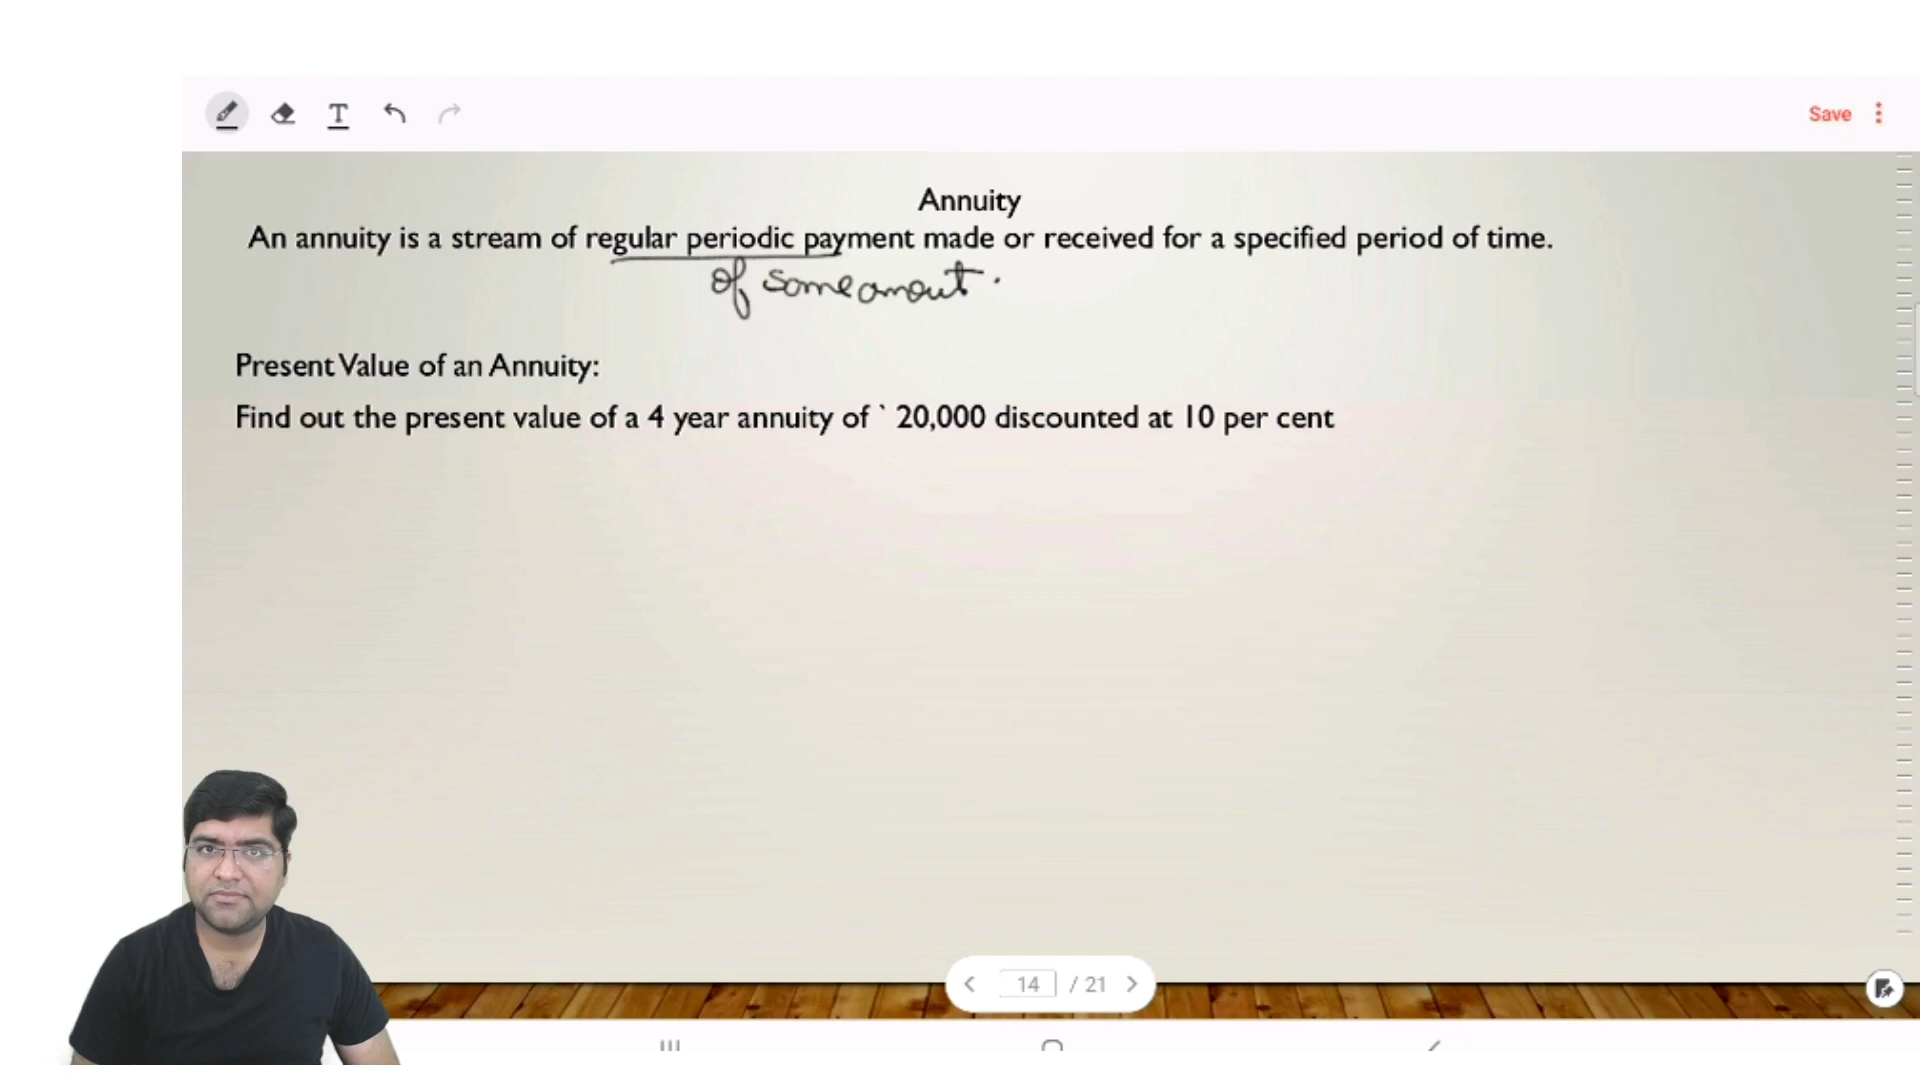 Save
Annuity
An annuity is a stream of regular periodic payment made or received for a specified period of time.
of some amout.
Present Value of an Annuity:
Find out the present value of a 4 year annuity of ` 20,000 discounted at 10 per cent
14 / 21